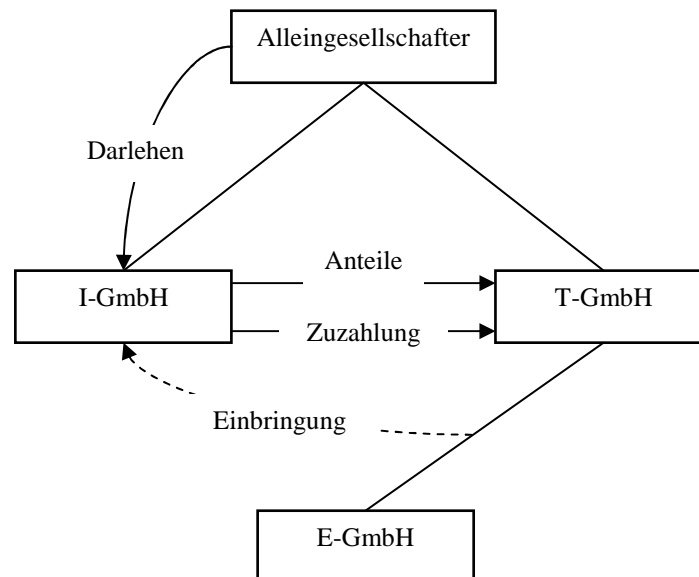 Alleingesellschafter
Darlehen
Anteile
I-GmbH
T-GmbH
Zuzahlung
Einbringung
E-GmbH